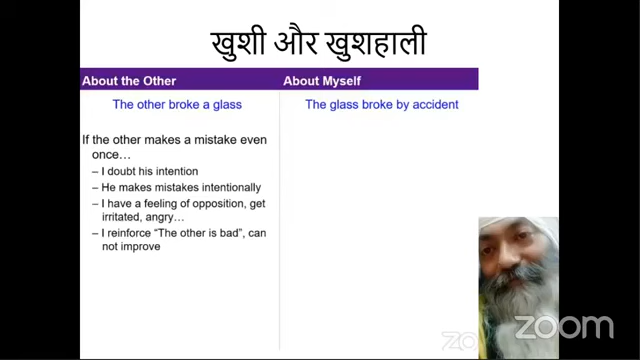 खुशी और खुशहाली
About the Other
About Myself
The other broke a glass
The glass broke by accident
If the other makes a mistake even
once…
– I doubt his intention
– He makes mistakes intentionally
– I have a feeling of opposition, get
irritated, angry…
– I reinforce “The other is bad”, can
not improve
zoom